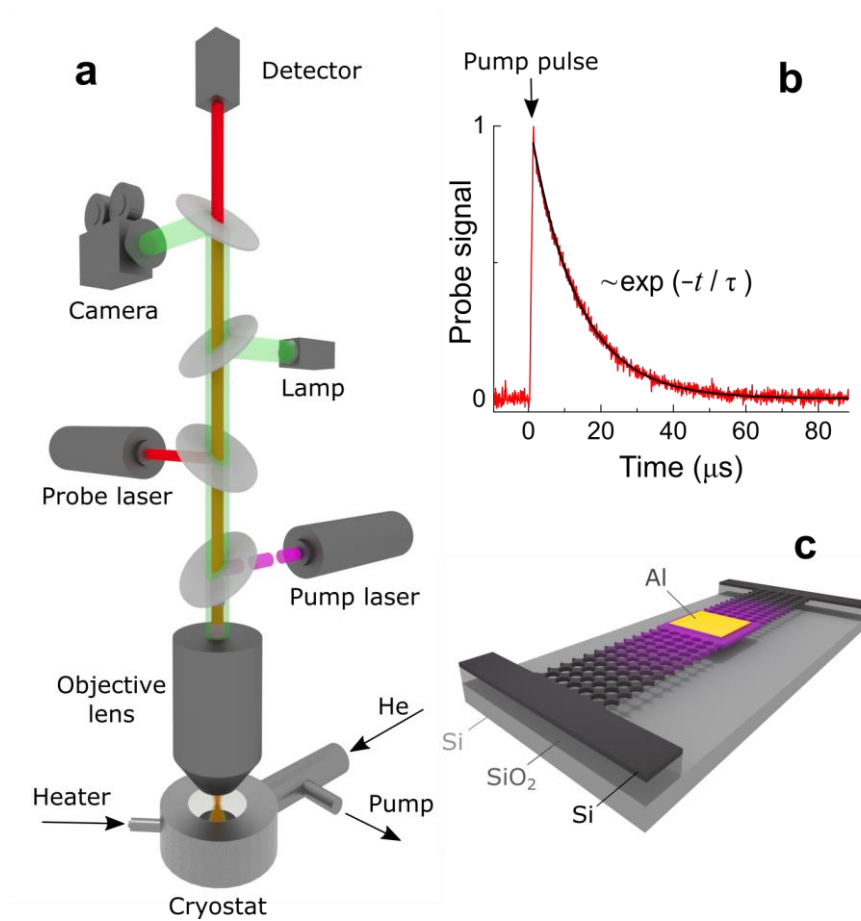 a
Detector
Camera
Lamp
Probe laser
Pump laser
Objective
lens
He
Heater
Pump
Cryostat
Pump pulse
b
1
Probe signal
~exp (–t / τ)
0
0 20 40 60 80
Time (μs)
c
Al
Si
SiO₂
Si